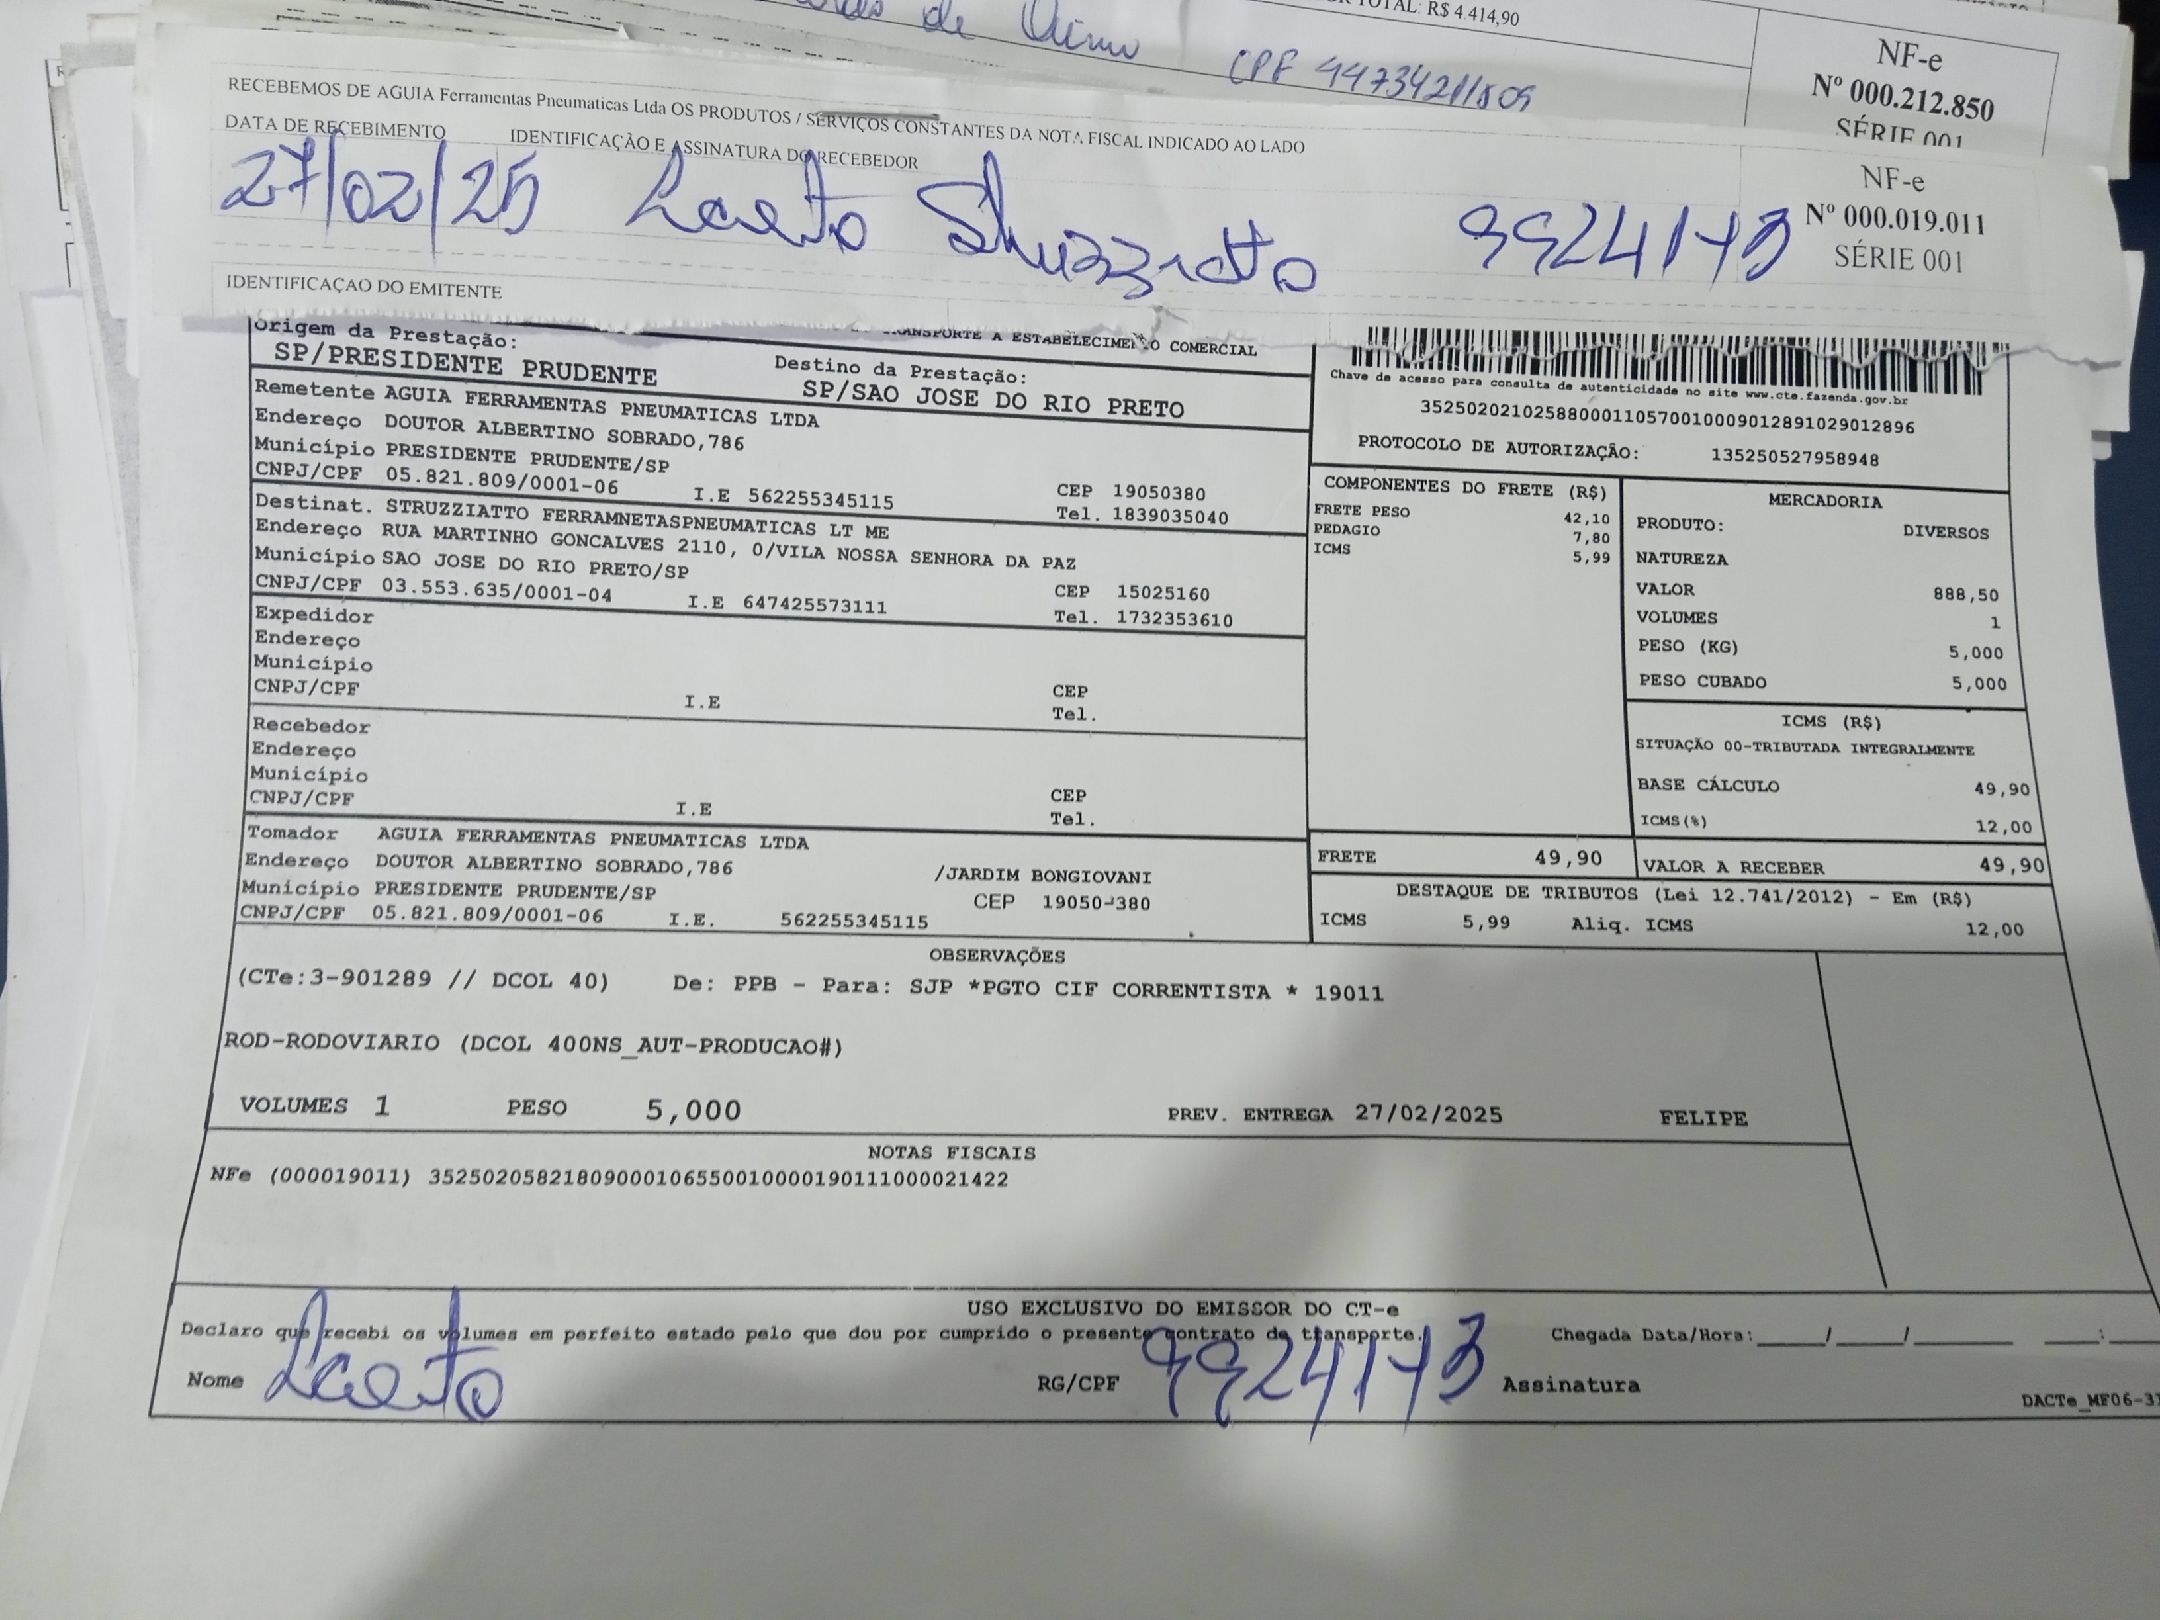 de
TOTAL: R$ 4.414,90
CPF 44734211809
NF-e
Nº 000.212.850
SÉRIE 001
RECEBEMOS DE AGUIA Ferramentas Pneumaticas Ltda OS PRODUTOS / SERVIÇOS CONSTANTES DA NOTA FISCAL INDICADO AO LADO
DATA DE RECEBIMENTO IDENTIFICAÇÃO E ASSINATURA DO RECEBEDOR
27/02/25 9924173
NF-e
Nº 000.019.011
SÉRIE 001
IDENTIFICAÇAO DO EMITENTE
TRANSPORTE A ESTABELECIMENTO COMERCIAL
Origem da Prestação: Destino da Prestação:
SP/PRESIDENTE PRUDENTE SP/SAO JOSE DO RIO PRETO
Remetente AGUIA FERRAMENTAS PNEUMATICAS LTDA
Endereço DOUTOR ALBERTINO SOBRADO,786
Município PRESIDENTE PRUDENTE/SP CEP 19050380
CNPJ/CPF 05.821.809/0001-06 I.E 562255345115 Tel. 1839035040
Destinat. STRUZZIATTO FERRAMNETASPNEUMATICAS LT ME
Endereço RUA MARTINHO GONCALVES 2110, 0/VILA NOSSA SENHORA DA PAZ
Município SAO JOSE DO RIO PRETO/SP CEP 15025160
CNPJ/CPF 03.553.635/0001-04 I.E 647425573111 Tel. 1732353610
Expedidor
Endereço
Município CEP
CNPJ/CPF I.E Tel.
Recebedor
Endereço
Município CEP
CNPJ/CPF I.E Tel.
Tomador AGUIA FERRAMENTAS PNEUMATICAS LTDA
Endereço DOUTOR ALBERTINO SOBRADO,786 /JARDIM BONGIOVANI
Município PRESIDENTE PRUDENTE/SP CEP 19050-380
CNPJ/CPF 05.821.809/0001-06 I.E. 562255345115
Chave de acesso para consulta de autenticidade no site www.cte.fazenda.gov.br
35250202102588000110570010009012891029012896
PROTOCOLO DE AUTORIZAÇÃO: 135250527958948
COMPONENTES DO FRETE (R$)
FRETE PESO 42,10
PEDAGIO 7,80
ICMS 5,99
MERCADORIA
PRODUTO: DIVERSOS
NATUREZA
VALOR 888,50
VOLUMES 1
PESO (KG) 5,000
PESO CUBADO 5,000
ICMS (R$)
SITUAÇÃO 00-TRIBUTADA INTEGRALMENTE
BASE CÁLCULO 49,90
ICMS(%) 12,00
FRETE 49,90 VALOR A RECEBER 49,90
DESTAQUE DE TRIBUTOS (Lei 12.741/2012) - Em (R$)
ICMS 5,99 Aliq. ICMS 12,00
OBSERVAÇÕES
(CTe:3-901289 // DCOL 40) De: PPB - Para: SJP *PGTO CIF CORRENTISTA * 19011
ROD-RODOVIARIO (DCOL 400NS_AUT-PRODUCAO#)
VOLUMES 1 PESO 5,000 PREV. ENTREGA 27/02/2025 FELIPE
NOTAS FISCAIS
NFe (000019011) 35250205821809000106550010000190111000021422
USO EXCLUSIVO DO EMISSOR DO CT-e
Declaro que recebi os volumes em perfeito estado pelo que dou por cumprido o presente contrato de transporte. Chegada Data/Hora: / / :
Nome RG/CPF 9924173 Assinatura
DACTe_MF06-31